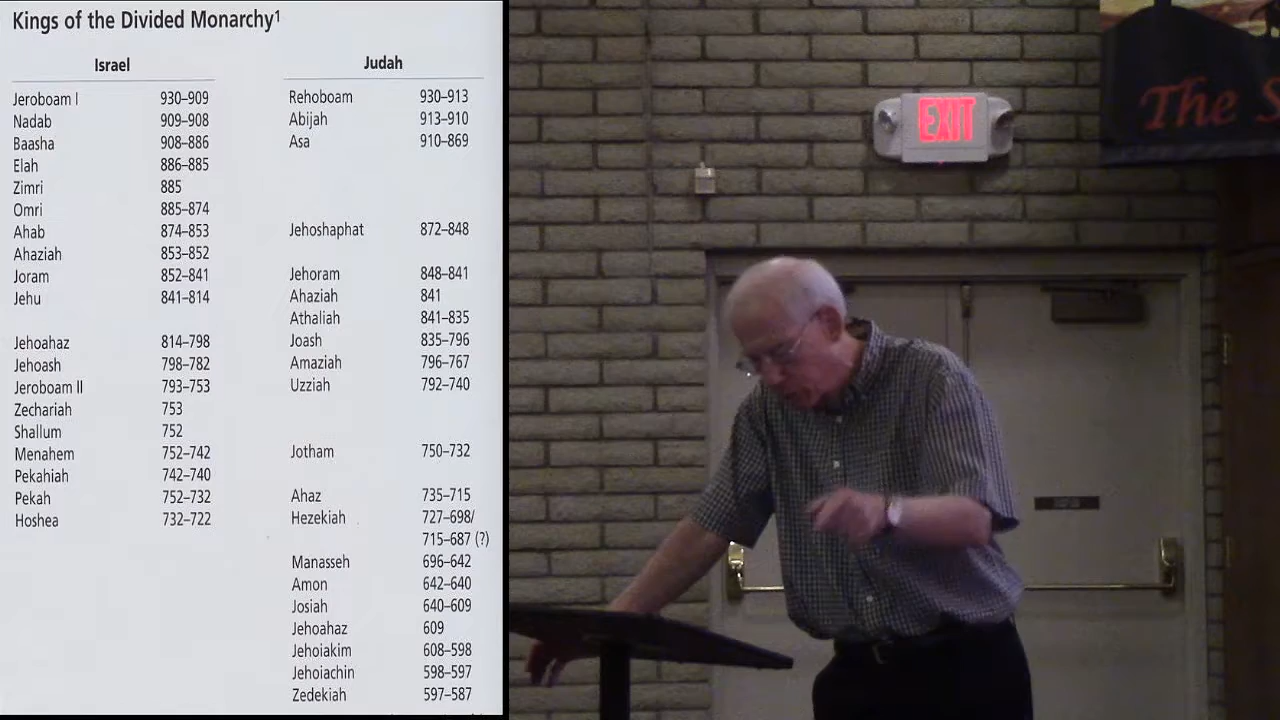 Kings of the Divided Monarchy¹
Israel
Jeroboam I 930–909
Nadab 909–908
Baasha 908–886
Elah 886–885
Zimri 885
Omri 885–874
Ahab 874–853
Ahaziah 853–852
Joram 852–841
Jehu 841–814
Jehoahaz 814–798
Jehoash 798–782
Jeroboam II 793–753
Zechariah 753
Shallum 752
Menahem 752–742
Pekahiah 742–740
Pekah 752–732
Hoshea 732–722
Judah
Rehoboam 930–913
Abijah 913–910
Asa 910–869
Jehoshaphat 872–848
Jehoram 848–841
Ahaziah 841
Athaliah 841–835
Joash 835–796
Amaziah 796–767
Uzziah 792–740
Jotham 750–732
Ahaz 735–715
Hezekiah 727–698/
715–687 (?)
Manasseh 696–642
Amon 642–640
Josiah 640–609
Jehoahaz 609
Jehoiakim 608–598
Jehoiachin 598–597
Zedekiah 597–587
EXIT
The S